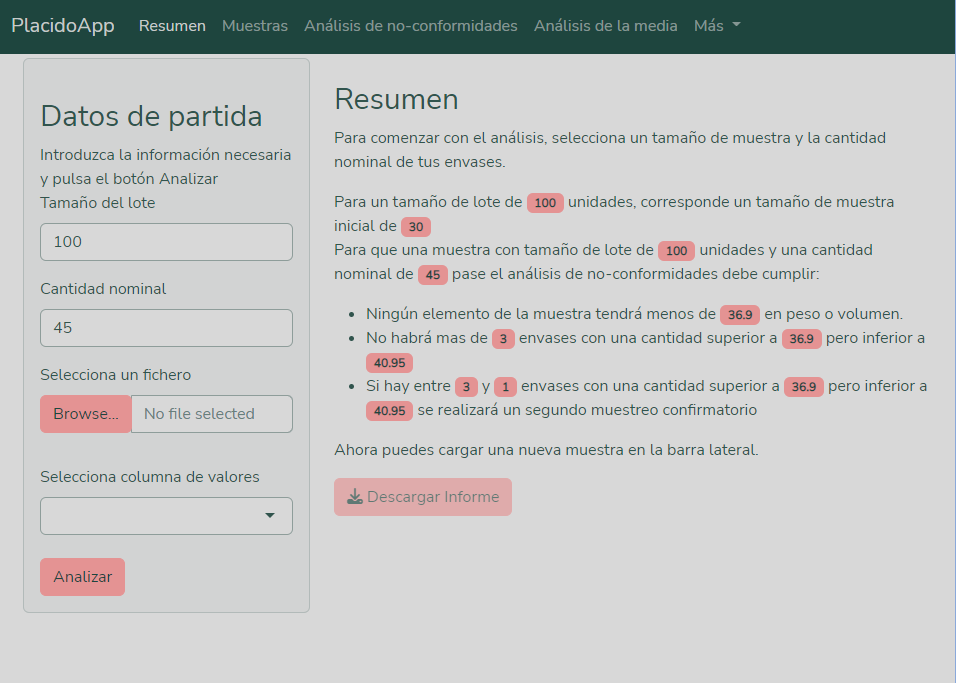 PlacidoApp Resumen Muestras Análisis de no-conformidades Análisis de la media Más
Datos de partida
Introduzca la información necesaria
y pulsa el botón Analizar
Tamaño del lote
100
Cantidad nominal
45
Selecciona un fichero
Browse... No file selected
Selecciona columna de valores
Analizar
Resumen
Para comenzar con el análisis, selecciona un tamaño de muestra y la cantidad
nominal de tus envases.
Para un tamaño de lote de 100 unidades, corresponde un tamaño de muestra
inicial de 30
Para que una muestra con tamaño de lote de 100 unidades y una cantidad
nominal de 45 pase el análisis de no-conformidades debe cumplir:
• Ningún elemento de la muestra tendrá menos de 36.9 en peso o volumen.
• No habrá mas de 3 envases con una cantidad superior a 36.9 pero inferior a
40.95
• Si hay entre 3 y 1 envases con una cantidad superior a 36.9 pero inferior a
40.95 se realizará un segundo muestreo confirmatorio
Ahora puedes cargar una nueva muestra en la barra lateral.
Descargar Informe